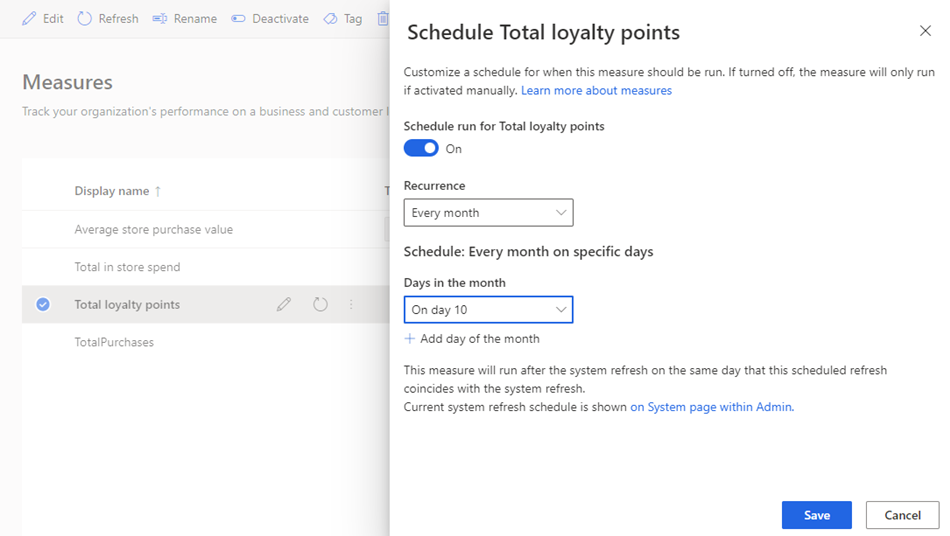 Edit Refresh Rename Deactivate Tag
Measures
Track your organization's performance on a business and customer
Display name ↑
Average store purchase value
Total in store spend
Total loyalty points
TotalPurchases
Schedule Total loyalty points
Customize a schedule for when this measure should be run. If turned off, the measure will only run
if activated manually. Learn more about measures
Schedule run for Total loyalty points
On
Recurrence
Every month
Schedule: Every month on specific days
Days in the month
On day 10
+ Add day of the month
This measure will run after the system refresh on the same day that this scheduled refresh
coincides with the system refresh.
Current system refresh schedule is shown on System page within Admin.
Save Cancel